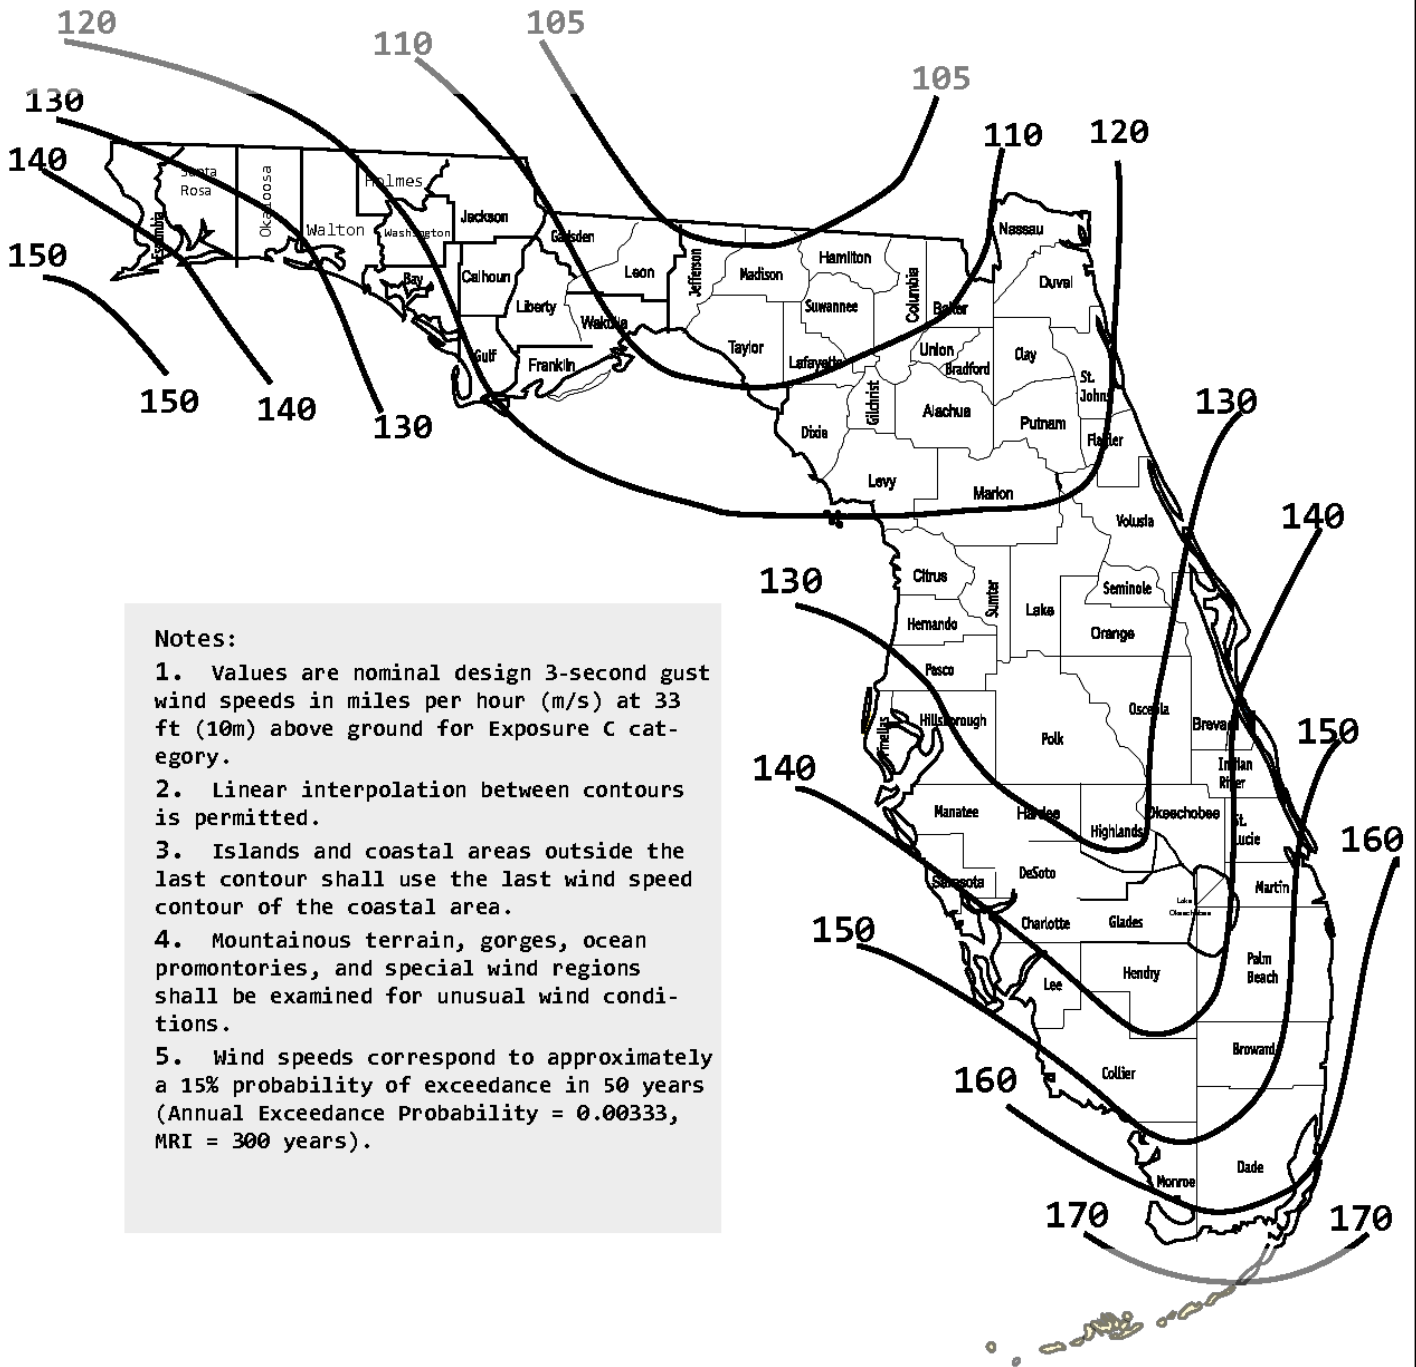 120
110
105
105
110
120
130
140
150
150
140
130
Santa
Rosa
Escambia
Okaloosa
Walton
Holmes
Washington
Jackson
Bay
Calhoun
Gulf
Liberty
Franklin
Gadsden
Leon
Wakulla
Jefferson
Madison
Taylor
Hamilton
Suwannee
Lafayette
Columbia
Baker
Nassau
Duval
Union
Bradford
Clay
St.
Johns
Gilchrist
Dixie
Alachua
Putnam
Flagler
Levy
Marion
Volusia
130
140
150
160
130
140
150
160
170
170
Citrus
Hernando
Pasco
Sumter
Lake
Seminole
Orange
Pinellas
Hillsborough
Polk
Osceola
Brevard
Indian
River
Manatee
Hardee
Highlands
Okeechobee
St.
Lucie
Sarasota
DeSoto
Martin
Charlotte
Glades
Lake
Okeechobee
Lee
Hendry
Palm
Beach
Collier
Broward
Monroe
Dade
Notes:
1. Values are nominal design 3-second gust
wind speeds in miles per hour (m/s) at 33
ft (10m) above ground for Exposure C cat-
egory.
2. Linear interpolation between contours
is permitted.
3. Islands and coastal areas outside the
last contour shall use the last wind speed
contour of the coastal area.
4. Mountainous terrain, gorges, ocean
promontories, and special wind regions
shall be examined for unusual wind condi-
tions.
5. Wind speeds correspond to approximately
a 15% probability of exceedance in 50 years
(Annual Exceedance Probability = 0.00333,
MRI = 300 years).